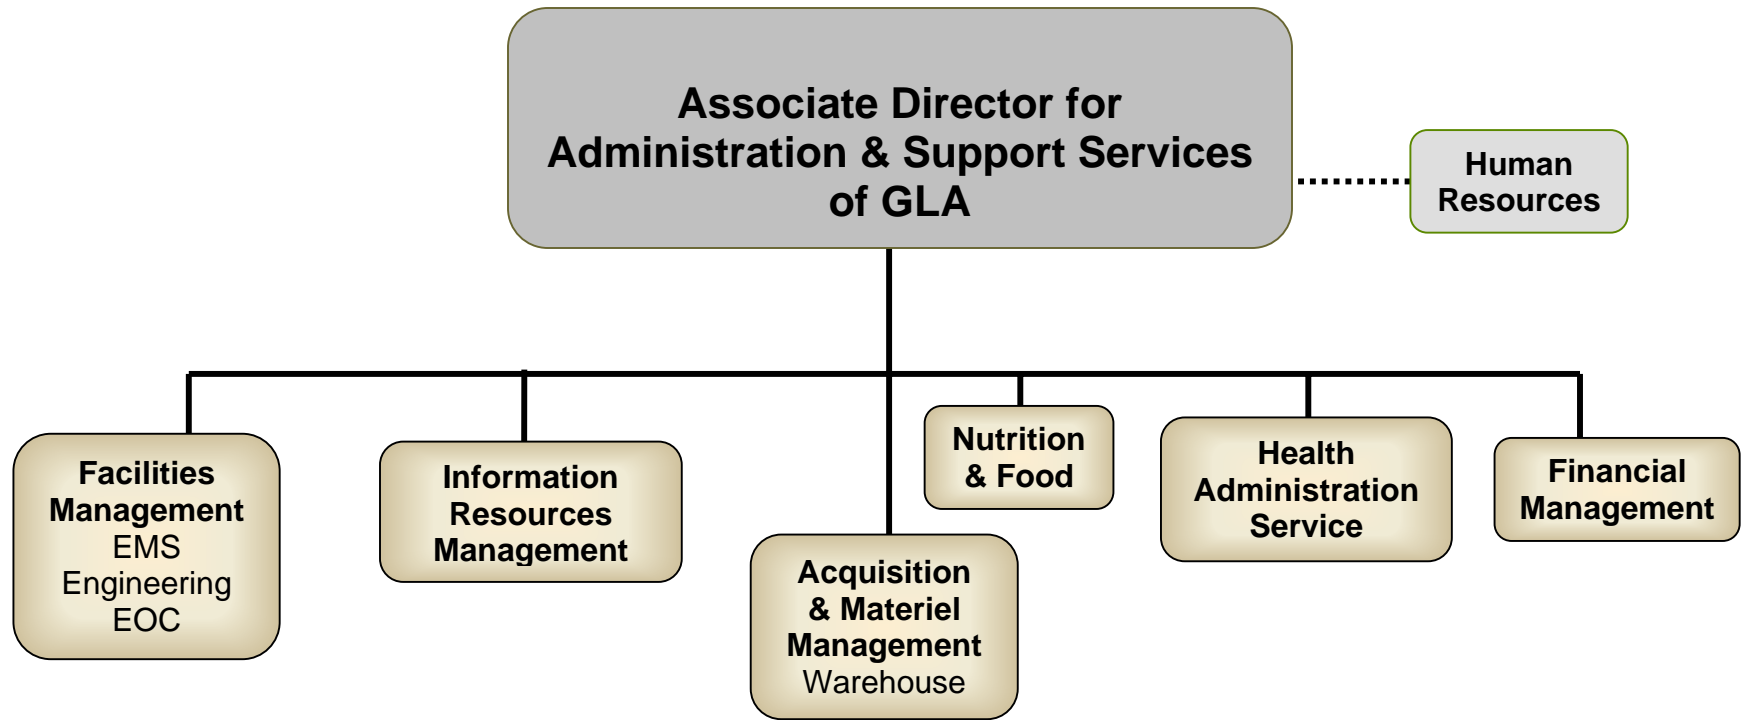 Associate Director for
Administration & Support Services
of GLA
Human
Resources
Facilities
Management
EMS
Engineering
EOC
Information
Resources
Management
Acquisition
& Materiel
Management
Warehouse
Nutrition
& Food
Health
Administration
Service
Financial
Management